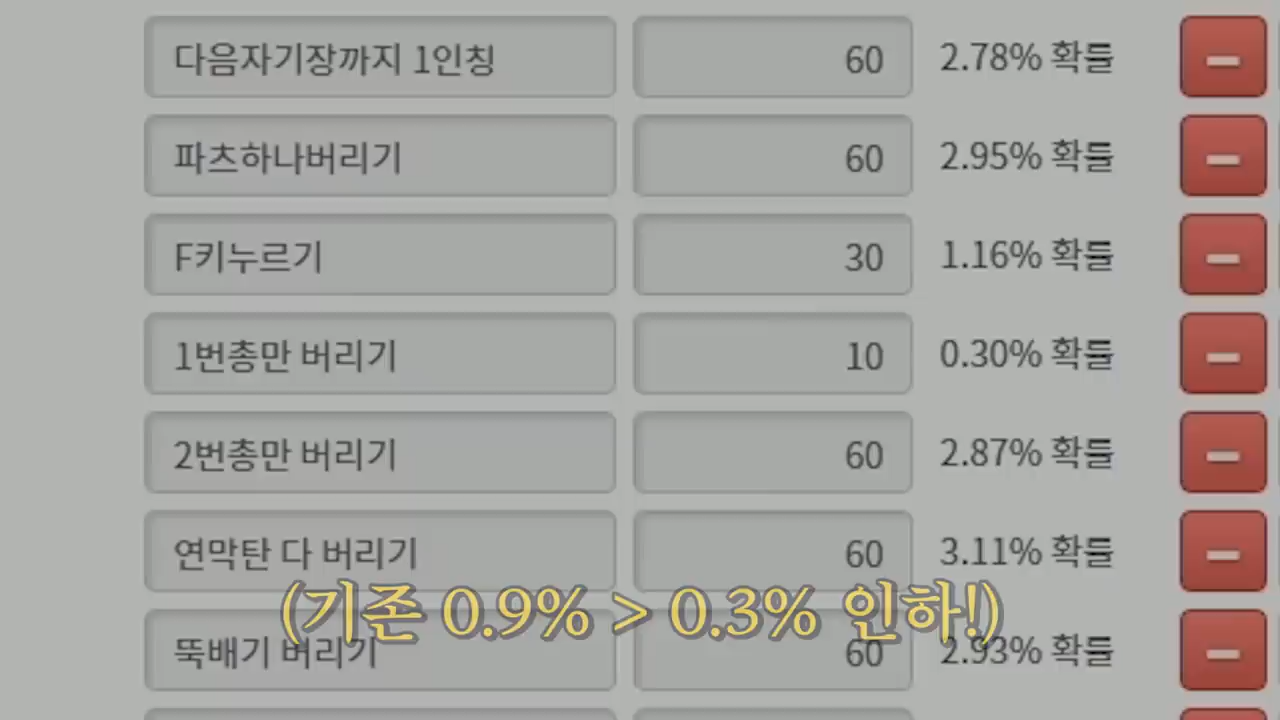 다음자기장까지 1인칭 60 2.78% 확률
파츠하나버리기 60 2.95% 확률
F키누르기 30 1.16% 확률
1번총만 버리기 10 0.30% 확률
2번총만 버리기 60 2.87% 확률
연막탄 다 버리기 60 3.11% 확률
(기존 0.9% > 0.3% 인하!)
뚝배기 버리기 60 2.93% 확률